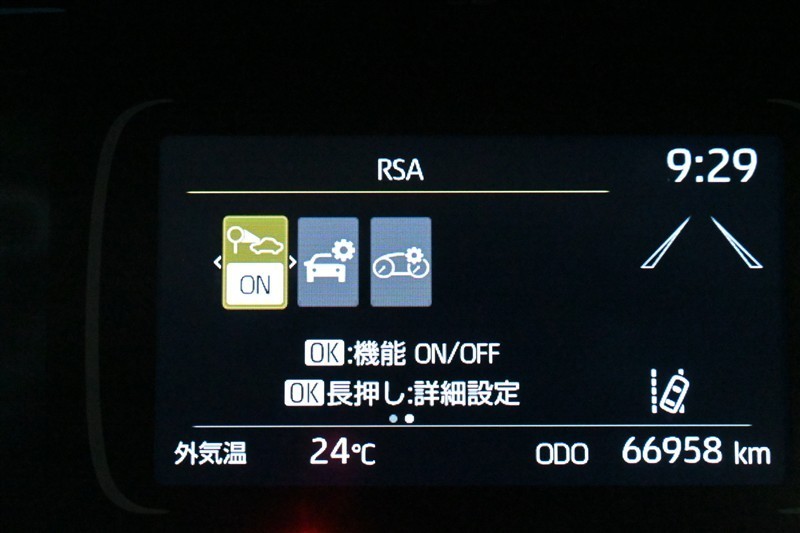 RSA 9:29
ON
OK:機能 ON/OFF
OK長押し:詳細設定
外気温 24℃ ODO 66958 km